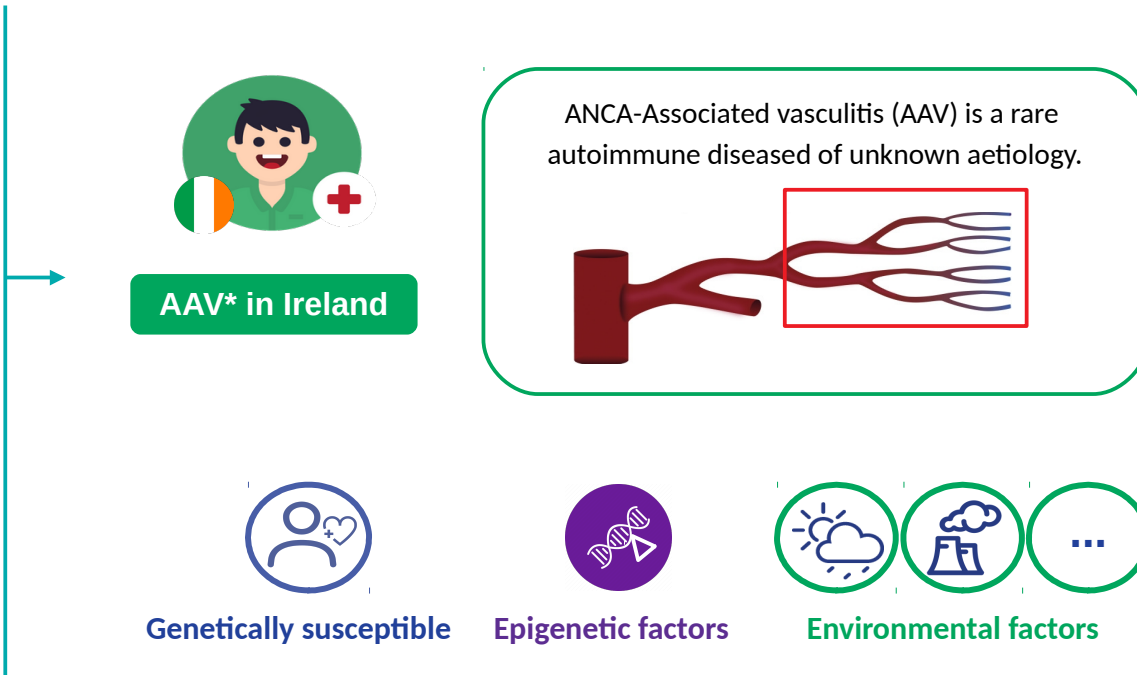 ANCA-Associated vasculitis (AAV) is a rare
autoimmune diseased of unknown aetiology.
AAV* in Ireland
...
Genetically susceptible
Epigenetic factors
Environmental factors